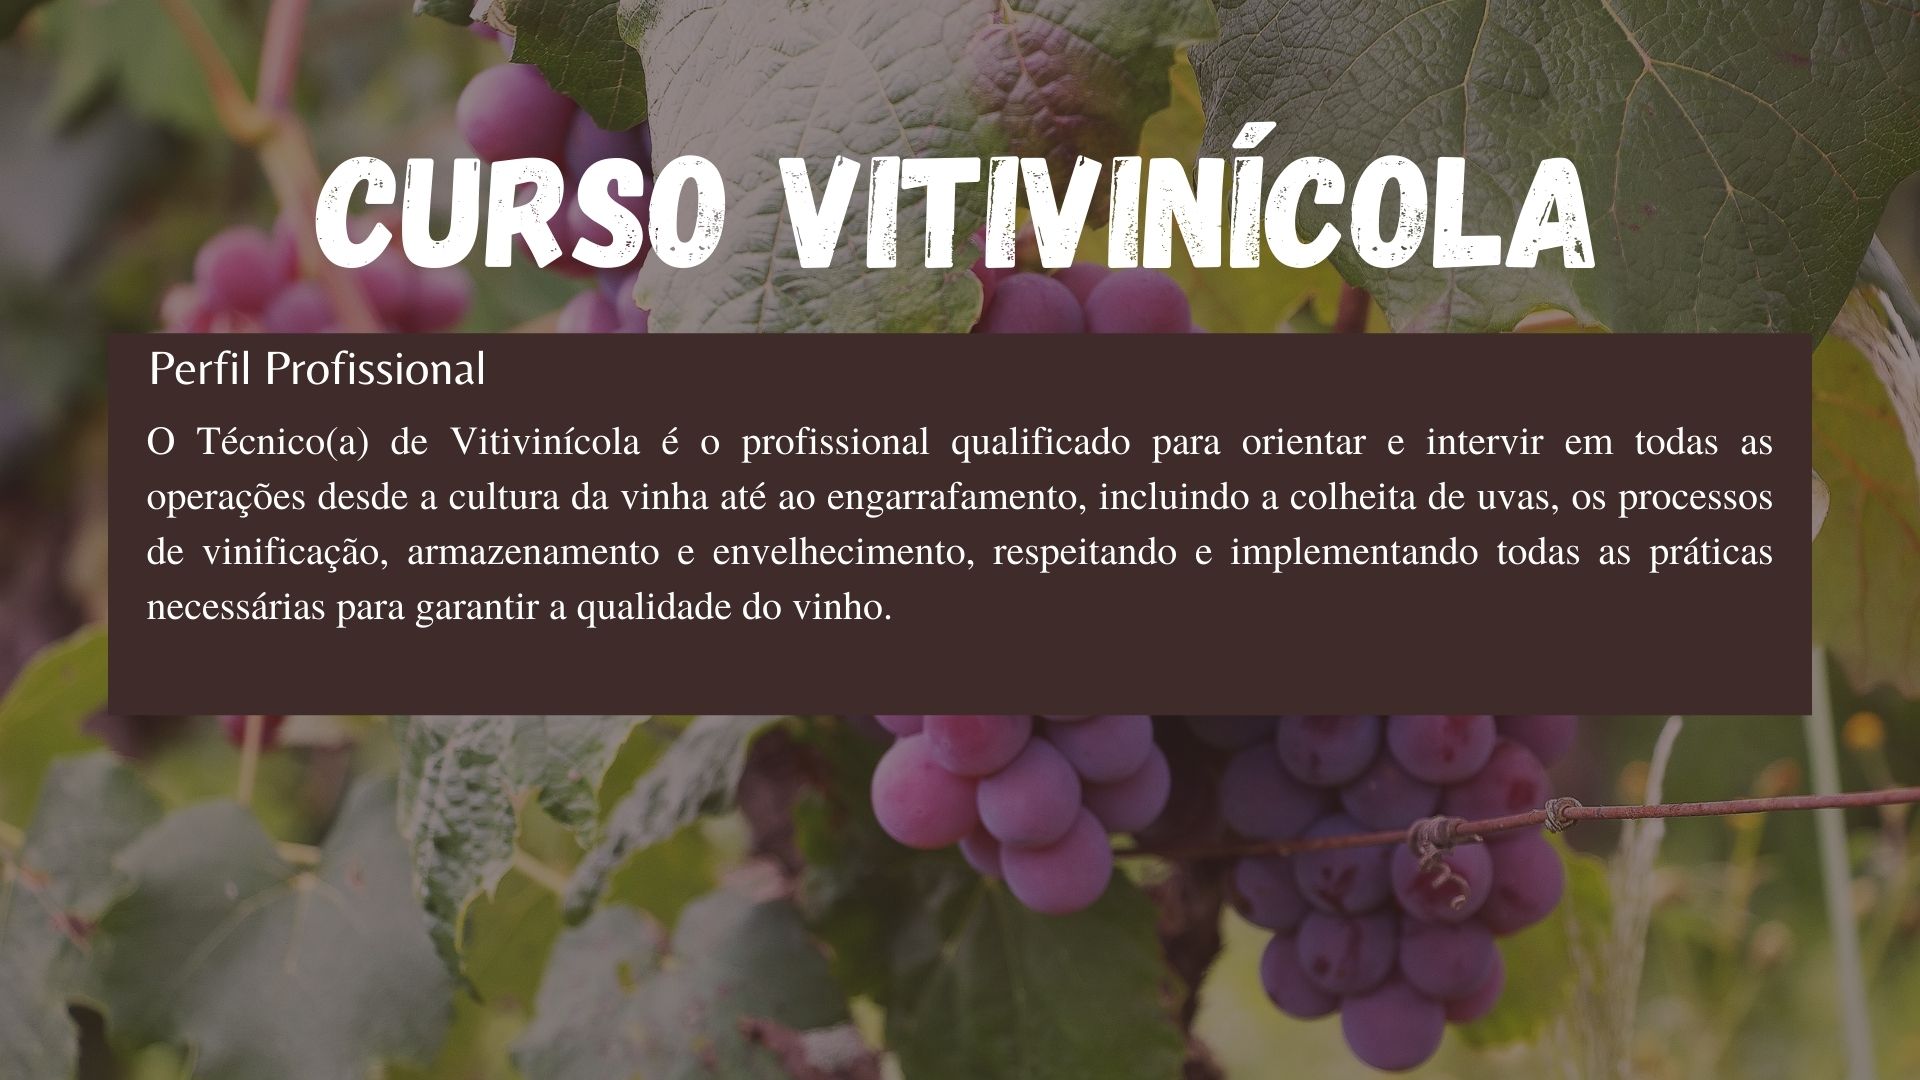 CURSO VITIVINÍCOLA
Perfil Profissional
O Técnico(a) de Vitivinícola é o profissional qualificado para orientar e intervir em todas as
operações desde a cultura da vinha até ao engarrafamento, incluindo a colheita de uvas, os processos
de vinificação, armazenamento e envelhecimento, respeitando e implementando todas as práticas
necessárias para garantir a qualidade do vinho.